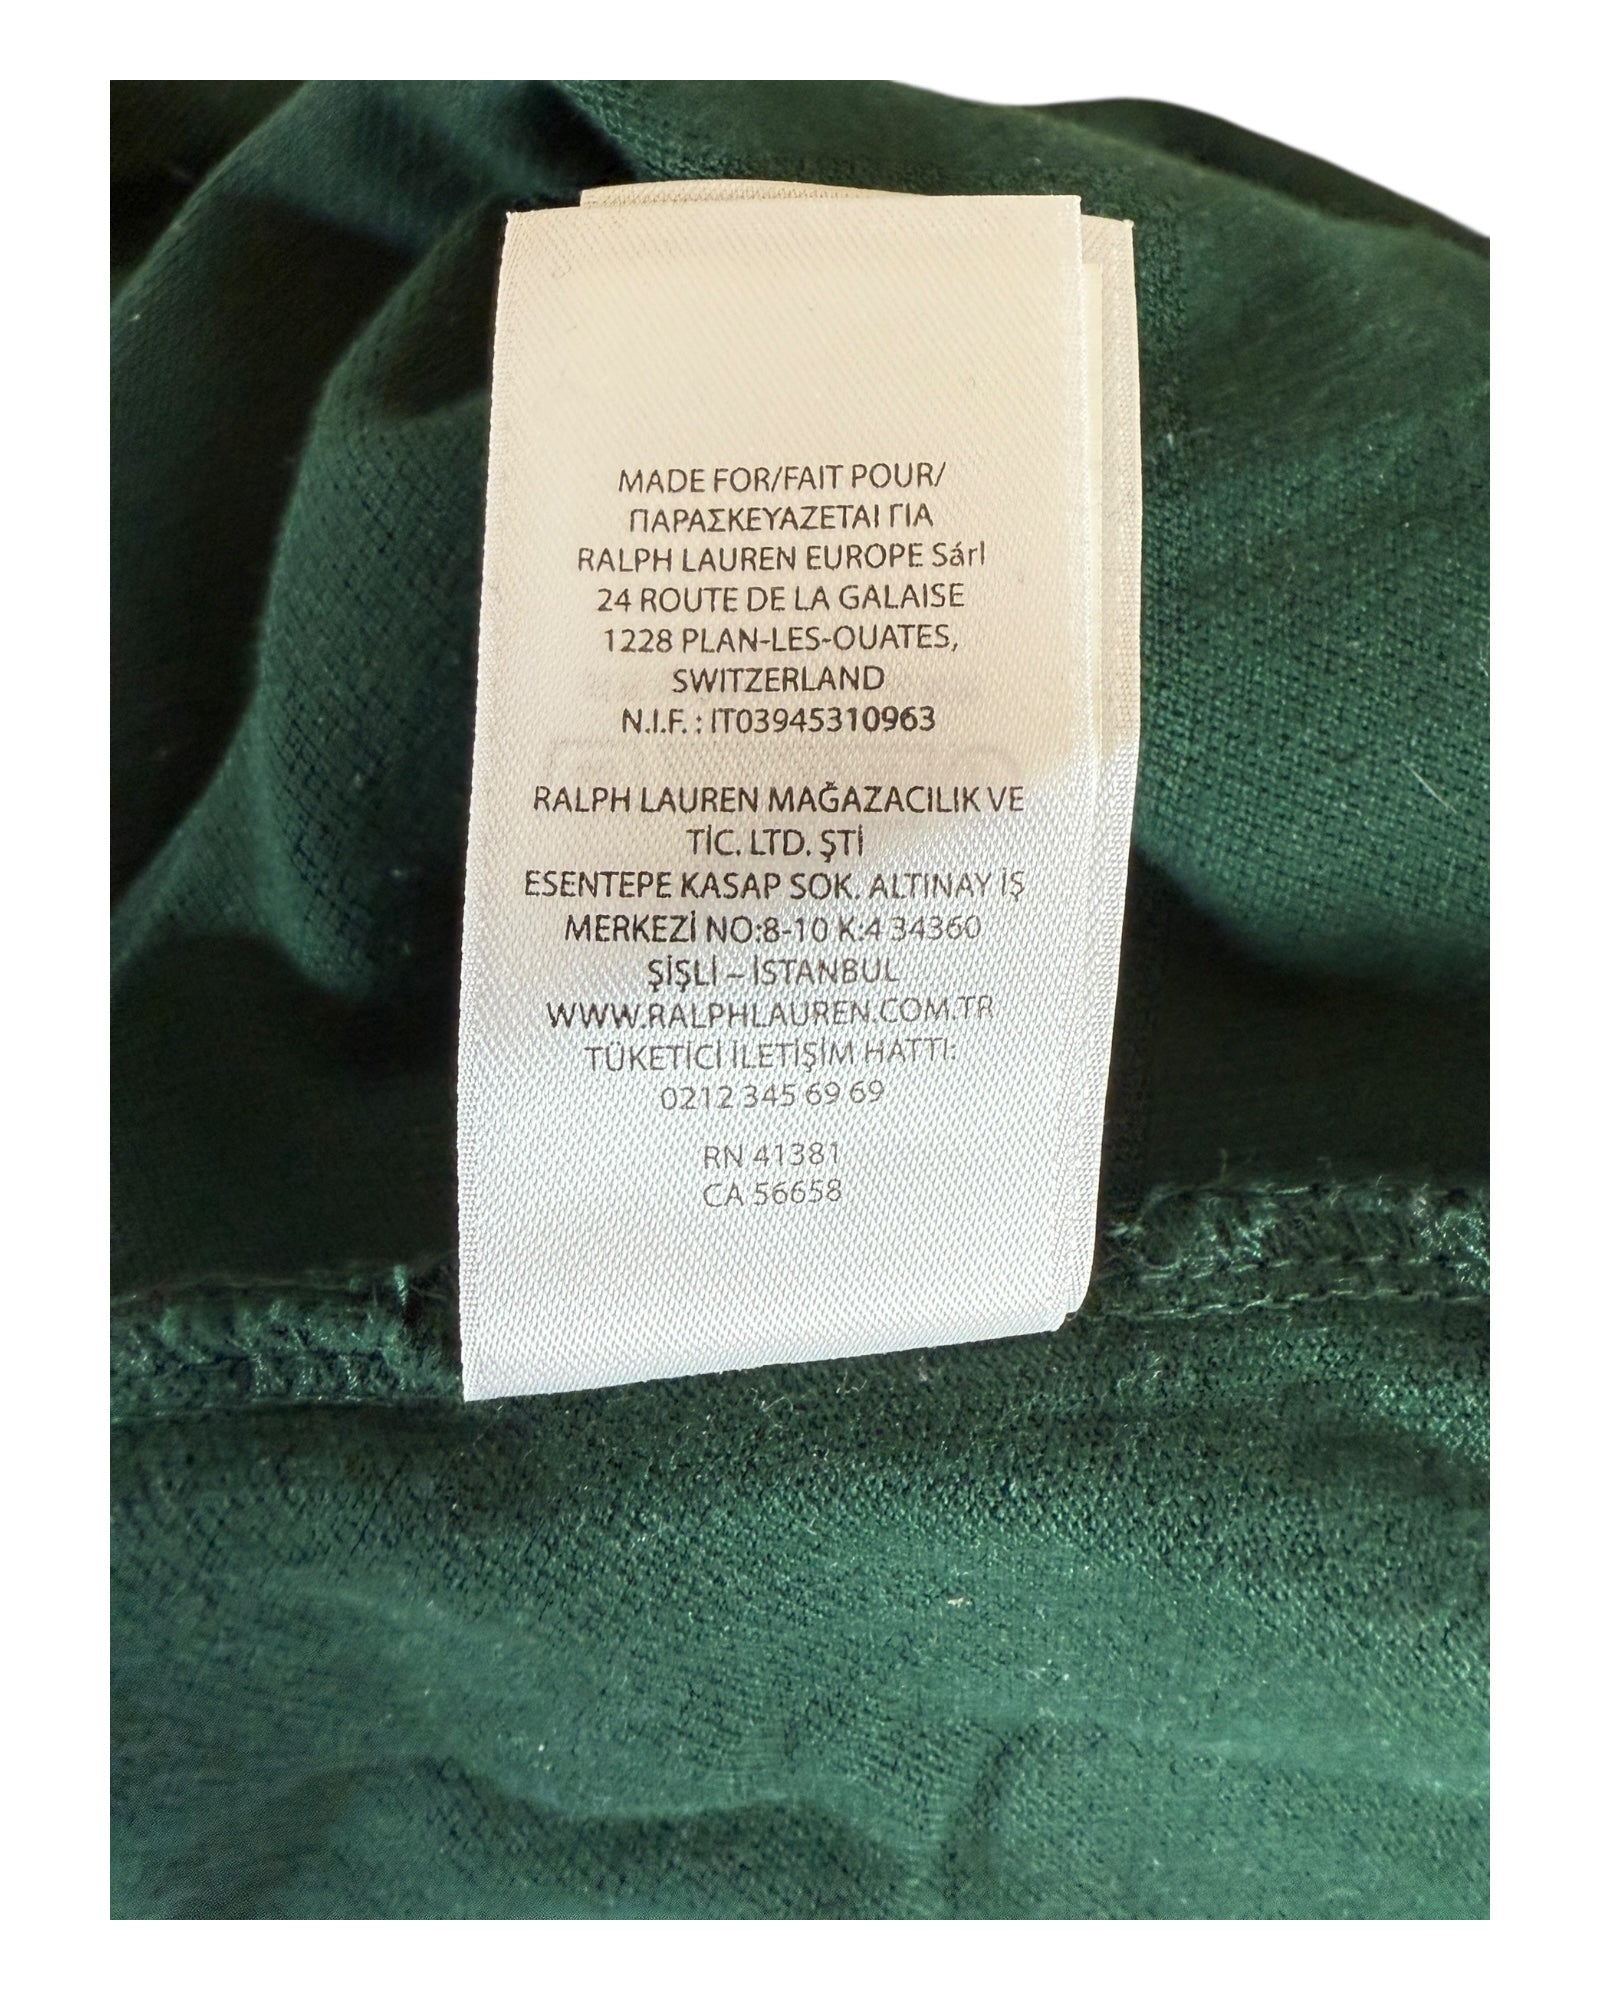 MADE FOR/FAIT POUR/
ΠΑΡΑΣΚΕΥΑΖΕΤΑΙ ΓΙΑ
RALPH LAUREN EUROPE Sárl
24 ROUTE DE LA GALAISE
1228 PLAN-LES-OUATES,
SWITZERLAND
N.I.F. : IT03945310963
RALPH LAUREN MAĞAZACILIK VE
TİC. LTD. ŞTİ
ESENTEPE KASAP SOK. ALTINAY İŞ
MERKEZİ NO:8-10 K:4 34360
ŞİŞLİ – İSTANBUL
WWW.RALPHLAUREN.COM.TR
TÜKETİCİ İLETİŞİM HATTI:
0212 345 69 69
RN 41381
CA 56658